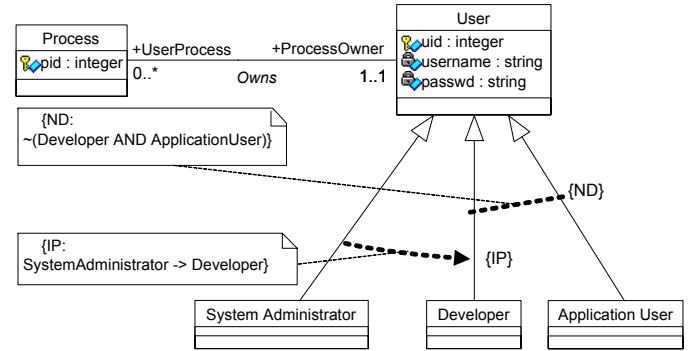 User
Process
+UserProcess
+ProcessOwner
uid : integer
pid : integer
username : string
0..*
Owns
1..1
passwd : string
{ND:
~(Developer AND ApplicationUser)}
{ND}
{IP:
SystemAdministrator -> Developer}
{IP}
System Administrator
Developer
Application User